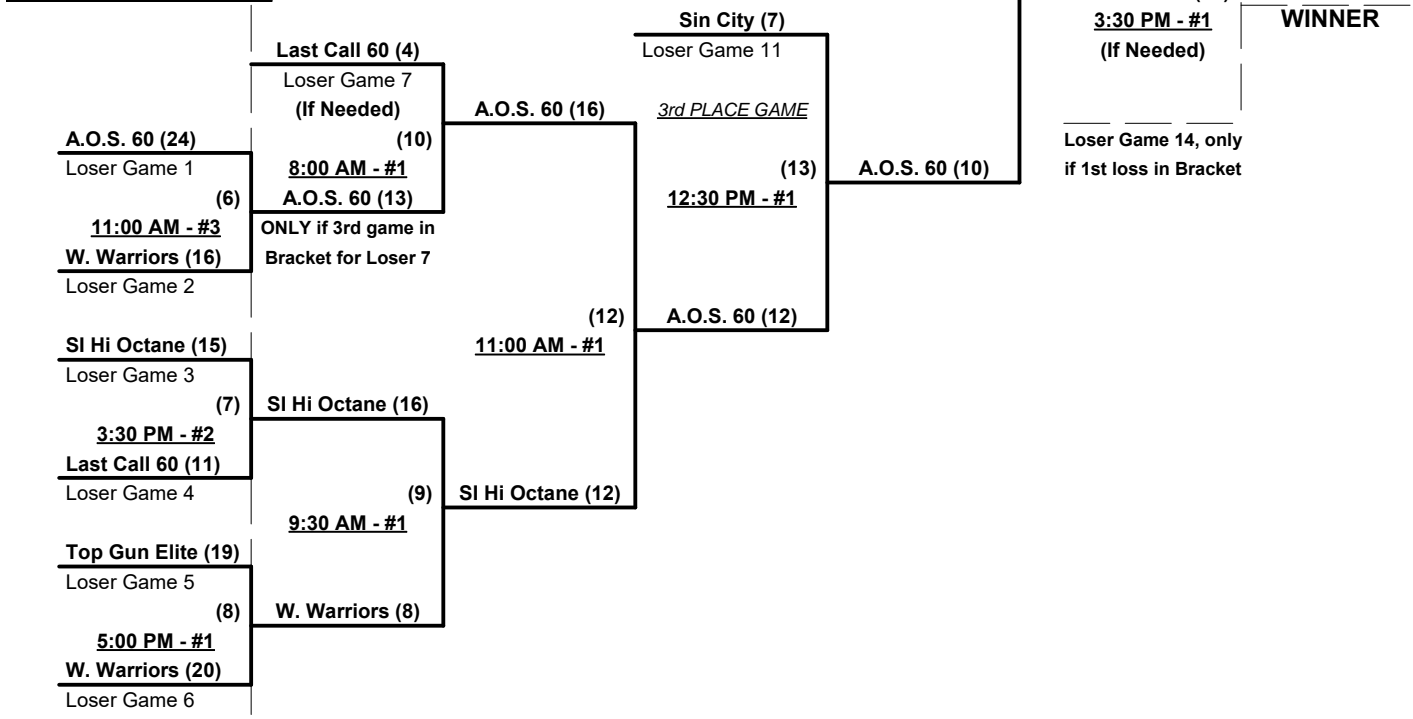 Sin City (7)
3:30 PM - #1
WINNER
Last Call 60 (4)
Loser Game 11
(If Needed)
Loser Game 7
(If Needed)
A.O.S. 60 (16)
3rd PLACE GAME
A.O.S. 60 (24)
(10)
Loser Game 14, only
Loser Game 1
8:00 AM - #1
(13)
A.O.S. 60 (10)
if 1st loss in Bracket
(6)
A.O.S. 60 (13)
12:30 PM - #1
11:00 AM - #3
ONLY if 3rd game in
W. Warriors (16)
Bracket for Loser 7
Loser Game 2
(12)
A.O.S. 60 (12)
SI Hi Octane (15)
11:00 AM - #1
Loser Game 3
(7)
SI Hi Octane (16)
3:30 PM - #2
Last Call 60 (11)
Loser Game 4
(9)
SI Hi Octane (12)
9:30 AM - #1
Top Gun Elite (19)
Loser Game 5
(8)
W. Warriors (8)
5:00 PM - #1
W. Warriors (20)
Loser Game 6